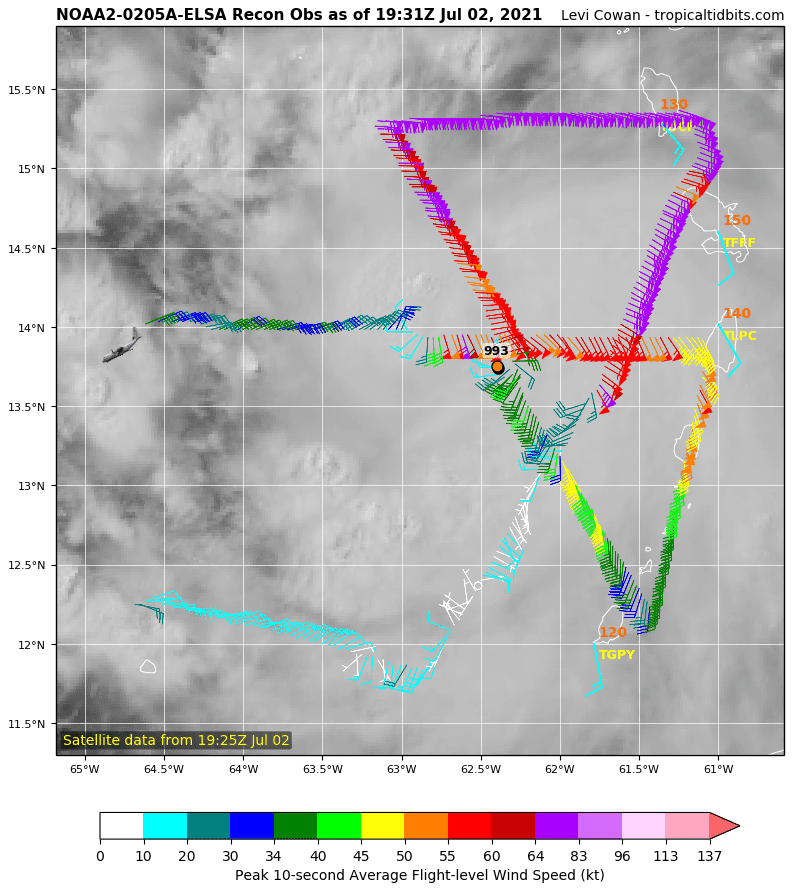 NOAA2-0205A-ELSA Recon Obs as of 19:31Z Jul 02, 2021 Levi Cowan - tropicaltidbits.com
15.5°N
15°N
14.5°N
14°N
13.5°N
13°N
12.5°N
12°N
11.5°N
130
150
TFFF
140
TLPC
993
120
TGPY
Satellite data from 19:25Z Jul 02
65°W 64.5°W 64°W 63.5°W 63°W 62.5°W 62°W 61.5°W 61°W
0 10 20 30 34 40 45 50 55 60 64 83 96 113 137
Peak 10-second Average Flight-level Wind Speed (kt)